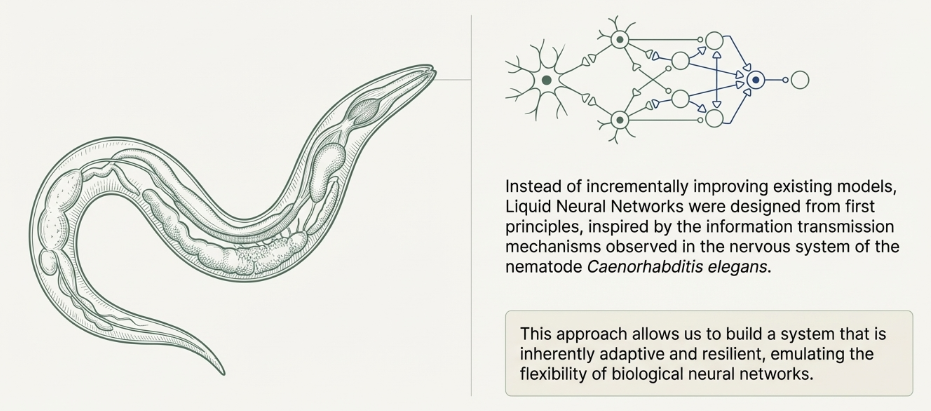 Instead of incrementally improving existing models,
Liquid Neural Networks were designed from first
principles, inspired by the information transmission
mechanisms observed in the nervous system of the
nematode Caenorhabditis elegans.
This approach allows us to build a system that is
inherently adaptive and resilient, emulating the
flexibility of biological neural networks.